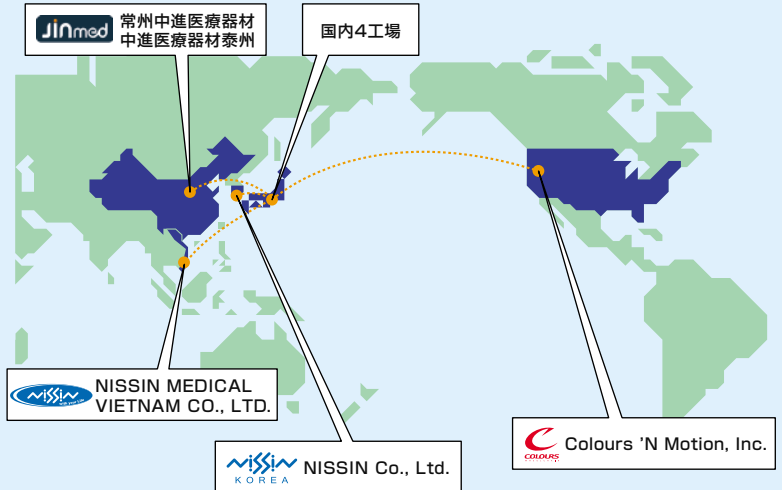 Jinmed
常州中進医療器材
中進医療器材泰州
国内4工場
NISSIN
NISSIN MEDICAL
VIETNAM CO., LTD.
NISSIN
KOREA
NISSIN Co., Ltd.
COLOURS
Colours 'N Motion, Inc.